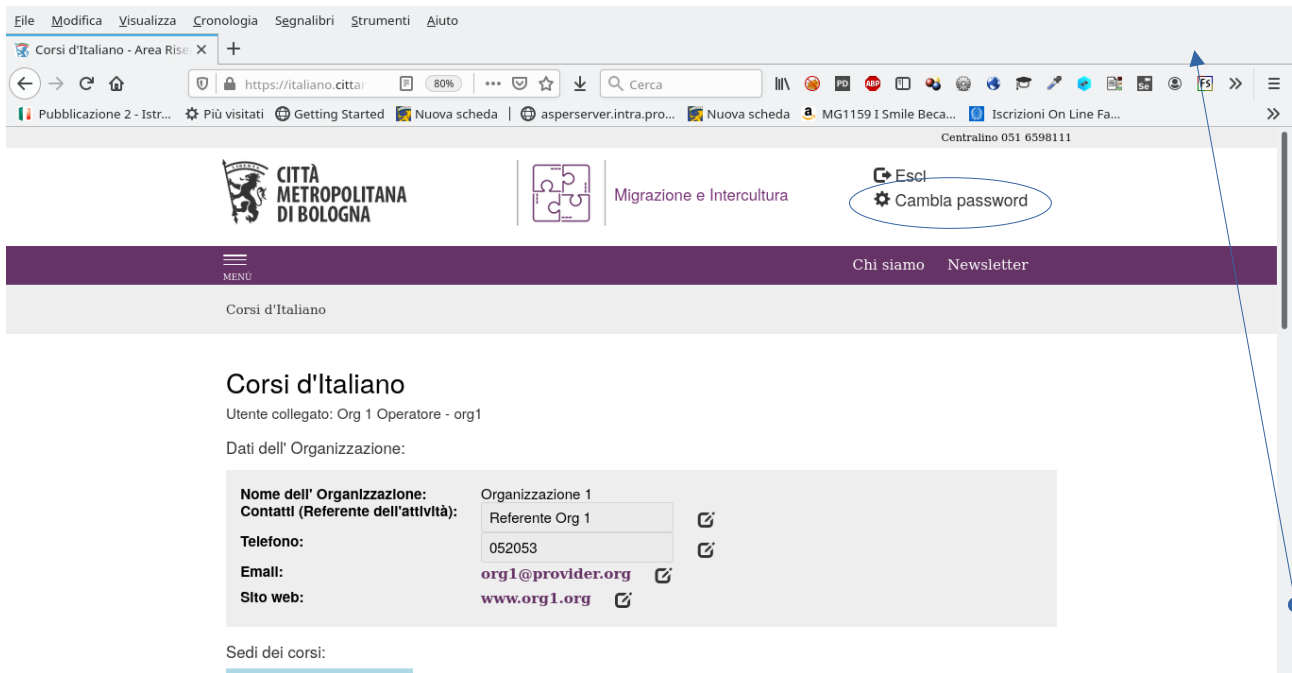 File Modifica Visualizza Cronologia Segnalibri Strumenti Aiuto
Corsi d'Italiano - Area Rise
https://italiano.cittar 80% Cerca
Pubblicazione 2 - Istr... Più visitati Getting Started Nuova scheda asperserver.intra.pro... Nuova scheda MG1159 I Smile Beca... Iscrizioni On Line Fa...
Centralino 051 6598111
CITTÀ
METROPOLITANA
DI BOLOGNA
Migrazione e Intercultura
Esci
Cambia password
MENÙ
Chi siamo Newsletter
Corsi d'Italiano
Corsi d'Italiano
Utente collegato: Org 1 Operatore - org1
Dati dell' Organizzazione:
Nome dell' Organizzazione: Organizzazione 1
Contatti (Referente dell'attività): Referente Org 1
Telefono: 052053
Email: org1@provider.org
Sito web: www.org1.org
Sedi dei corsi: